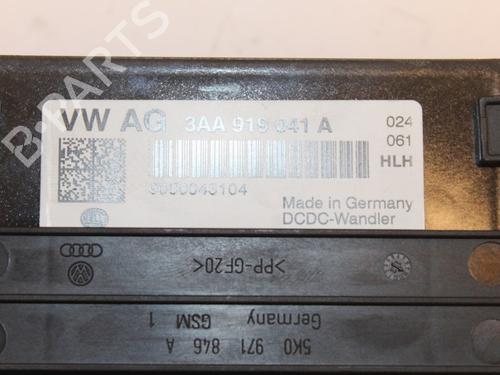 VW AG 3AA 919 041 A
024
061
HLH
Made in Germany
DCDC-Wandler
>PP-GF20<
5K0 971 846 A
Germany GSM 1
B-PARTS